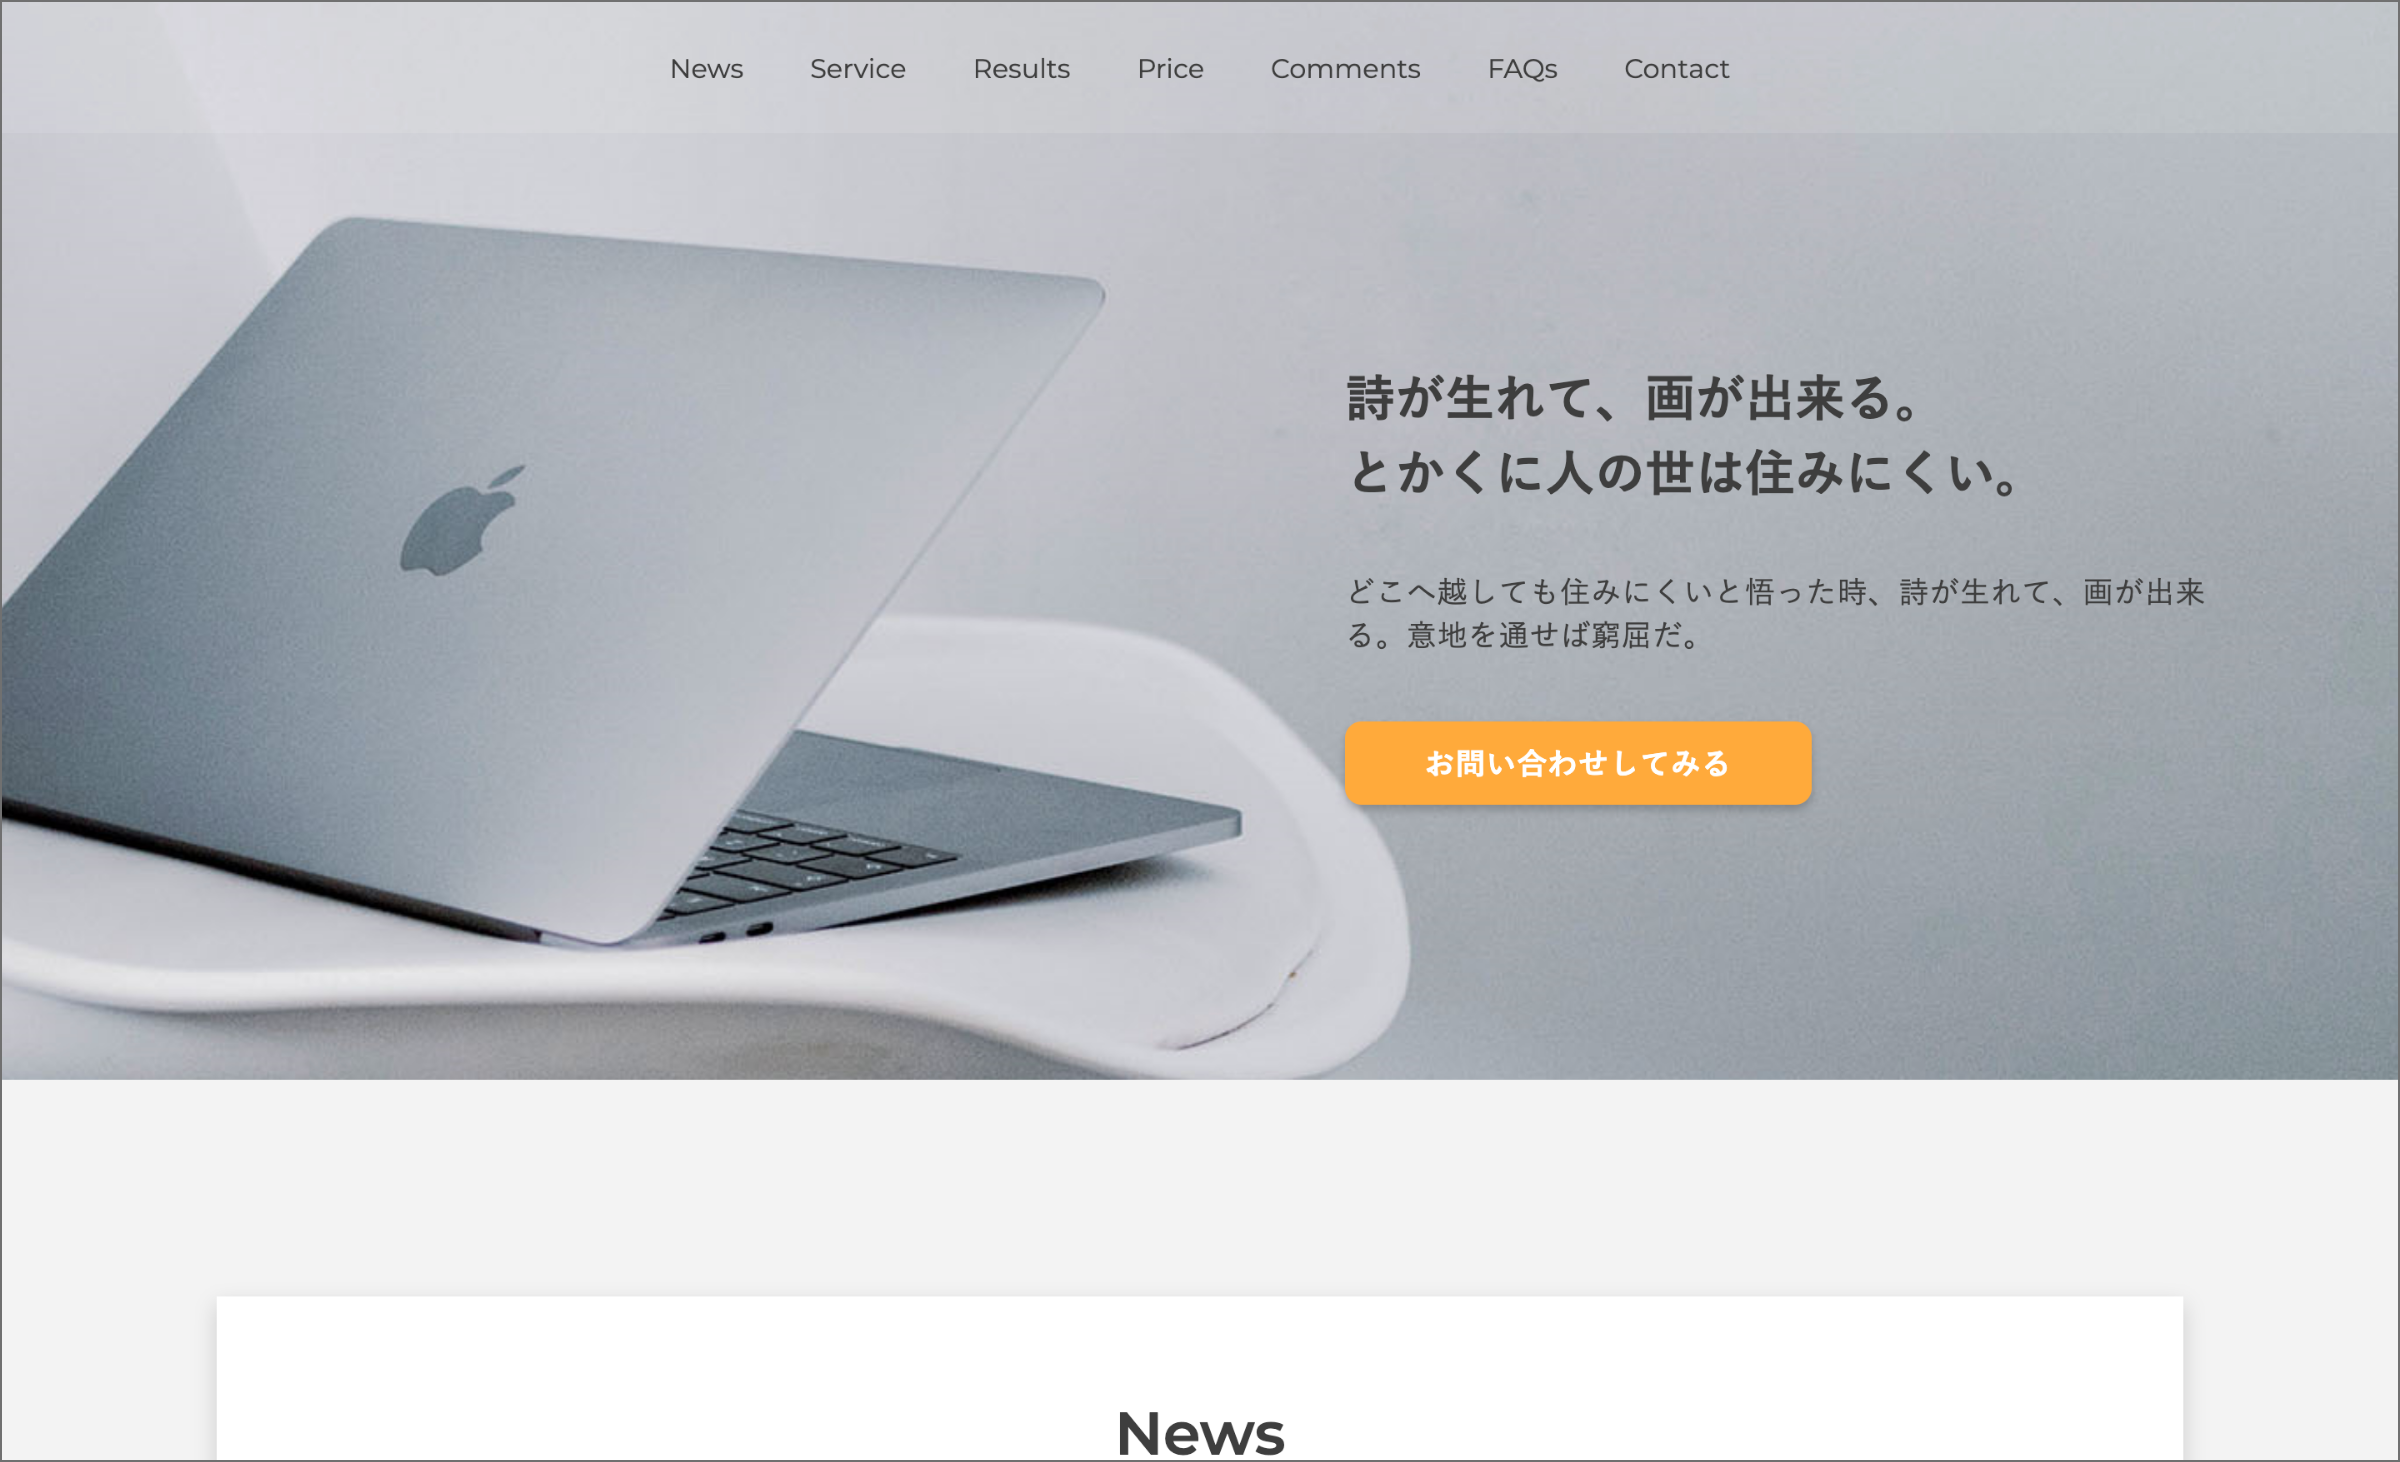 News Service Results Price Comments FAQs Contact
詩が生れて、画が出来る。
とかくに人の世は住みにくい。
どこへ越しても住みにくいと悟った時、詩が生れて、画が出来
る。意地を通せば窮屈だ。
お問い合わせしてみる
News